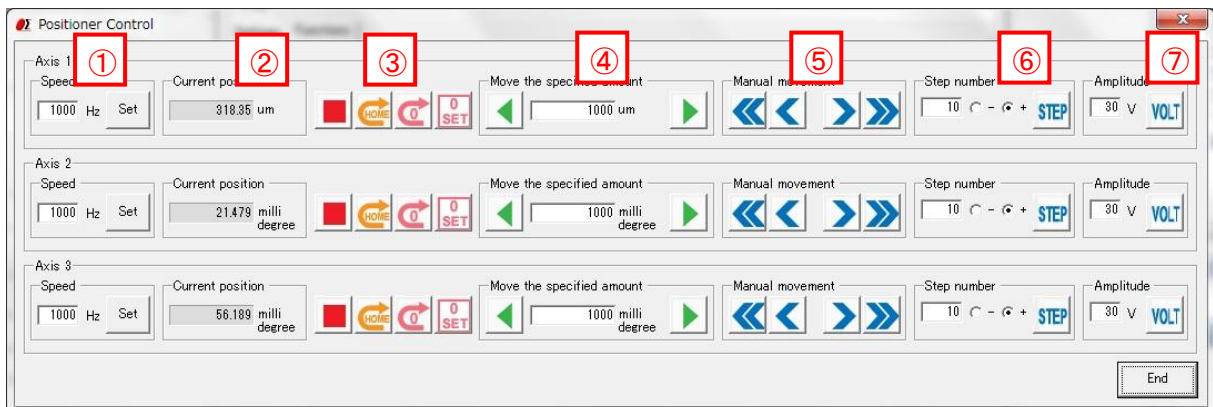 Positioner Control
Axis 1
① ② ③ ④ ⑤ ⑥ ⑦
Speed Current Move the specified amount Manual movement Step number Amplitude
1000 Hz Set 318.35 um HOME 0 0 SET 1000 um 10 - + STEP 30 V VOLT
Axis 2
Speed Current position Move the specified amount Manual movement Step number Amplitude
1000 Hz Set 21.479 milli degree HOME 0 0 SET 1000 milli degree 10 - + STEP 30 V VOLT
Axis 3
Speed Current position Move the specified amount Manual movement Step number Amplitude
1000 Hz Set 56.189 milli degree HOME 0 0 SET 1000 milli degree 10 - + STEP 30 V VOLT
End